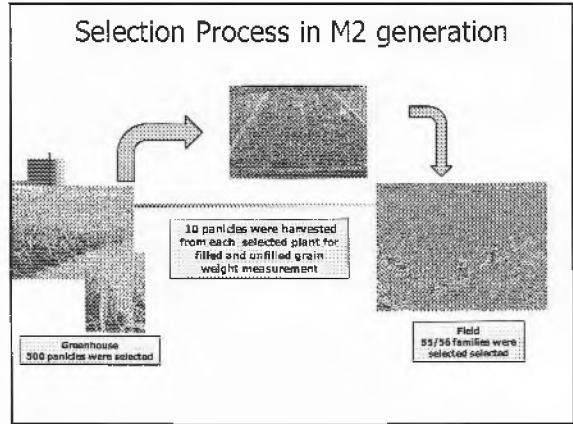 Selection Process in M2 generation
10 panicles were harvested
from each selected plant for
filled and unfilled grain
weight measurement
Greenhouse
500 panicles were selected
Field
55/56 families were
selected selected